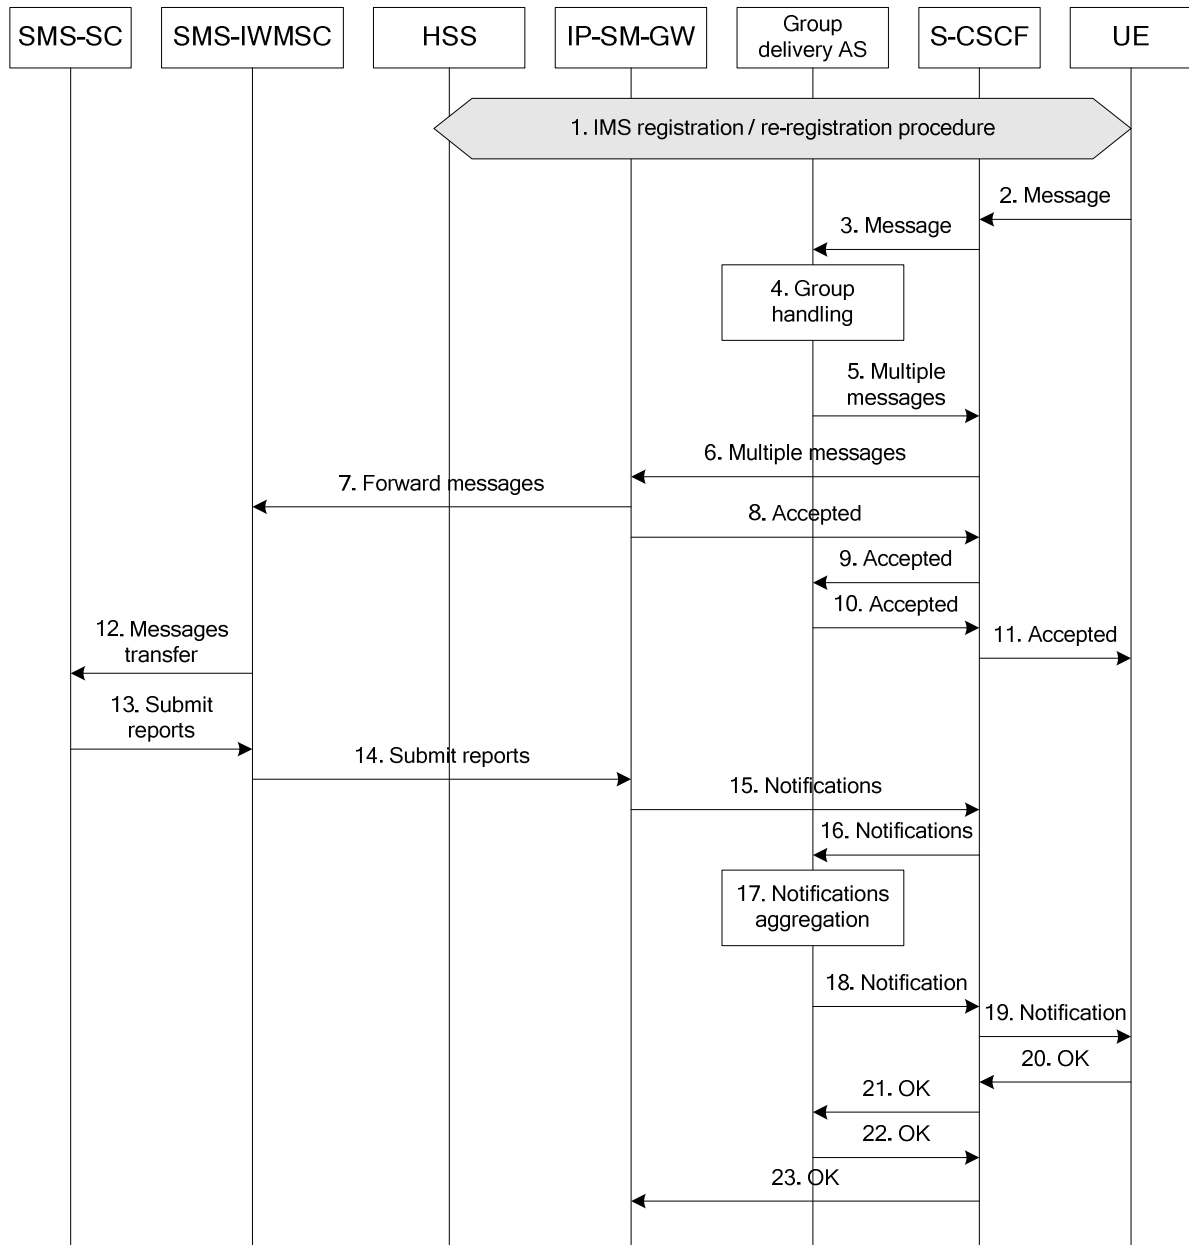 SMS-SC
SMS-IWMSC
HSS
IP-SM-GW
Group
delivery AS
S-CSCF
UE
1. IMS registration / re-registration procedure
2. Message
3. Message
4. Group
handling
5. Multiple
messages
6. Multiple messages
7. Forward messages
8. Accepted
9. Accepted
10. Accepted
11. Accepted
12. Messages
transfer
13. Submit
reports
14. Submit reports
15. Notifications
16. Notifications
17. Notifications
aggregation
18. Notification
19. Notification
20. OK
21. OK
22. OK
23. OK